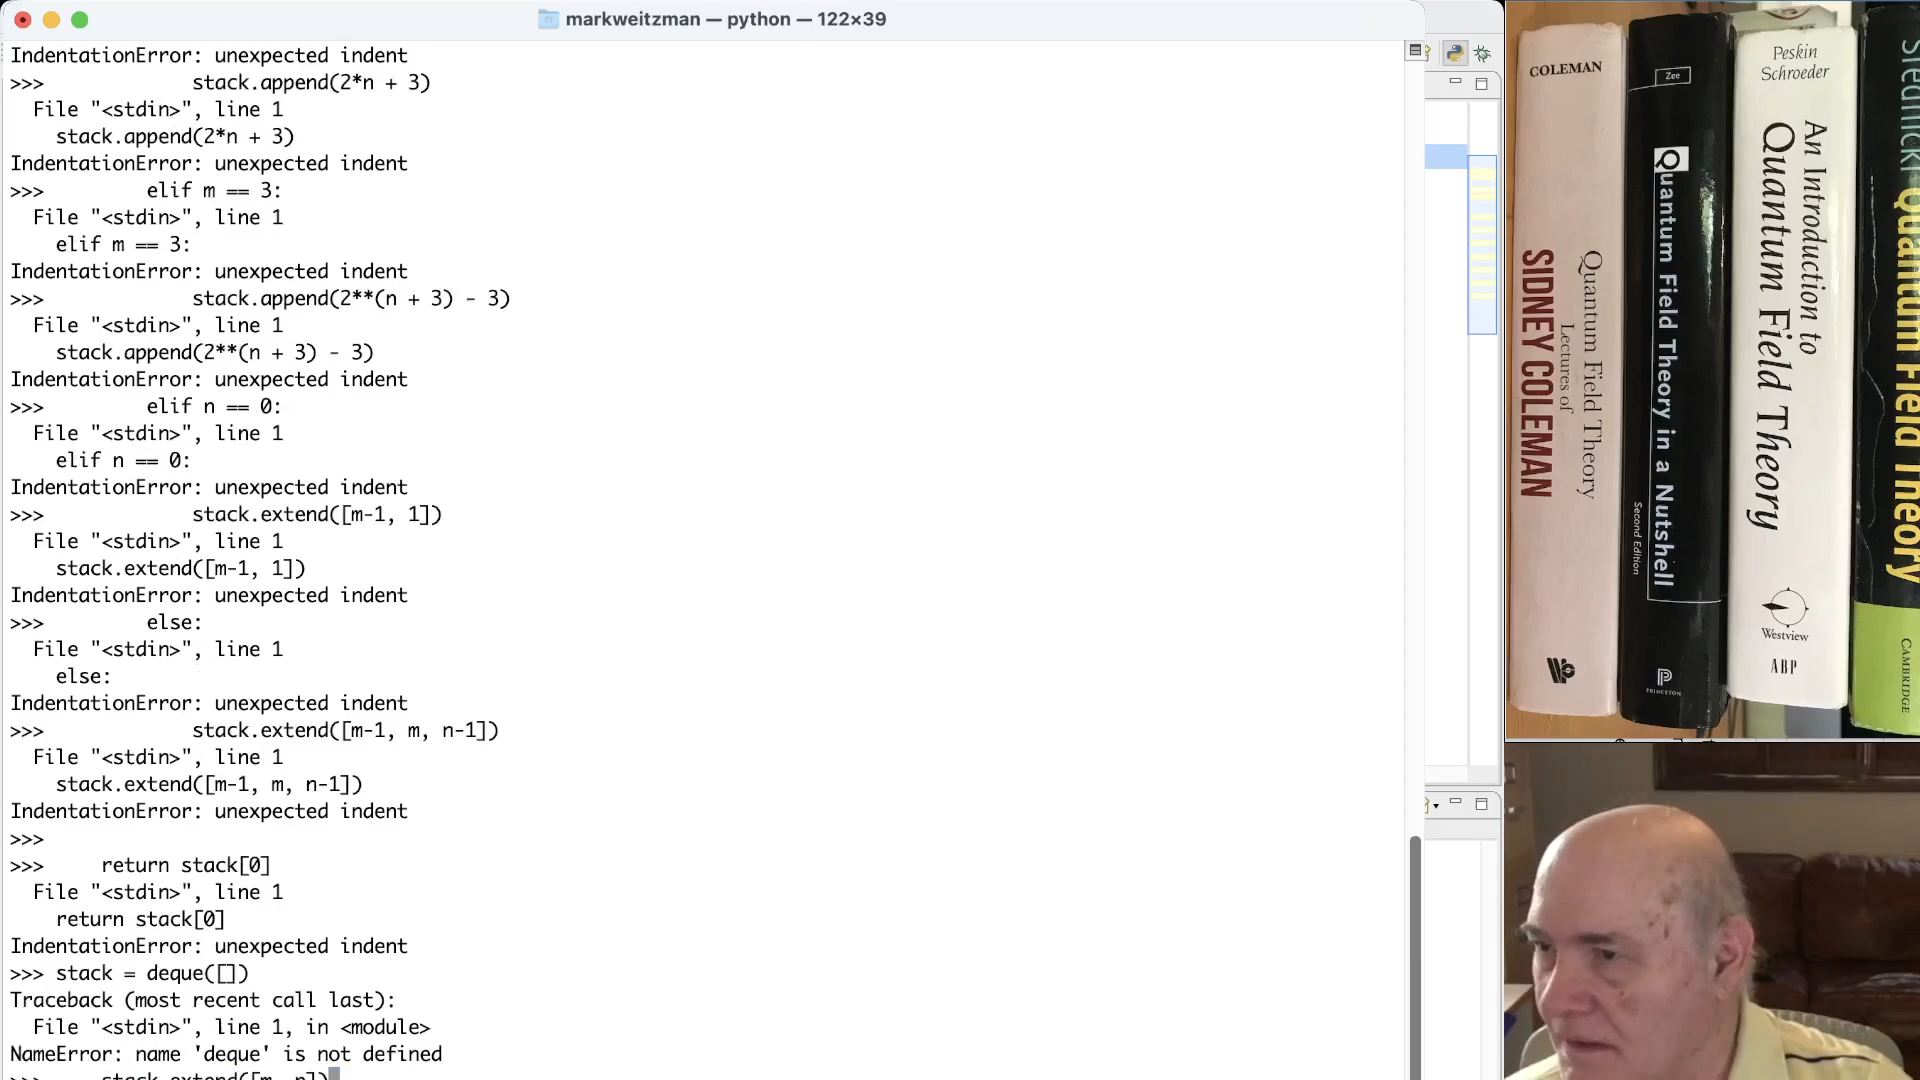 markweitzman — python — 122×39
IndentationError: unexpected indent
>>>             stack.append(2*n + 3)
  File "<stdin>", line 1
    stack.append(2*n + 3)
IndentationError: unexpected indent
>>>         elif m == 3:
  File "<stdin>", line 1
    elif m == 3:
IndentationError: unexpected indent
>>>             stack.append(2**(n + 3) - 3)
  File "<stdin>", line 1
    stack.append(2**(n + 3) - 3)
IndentationError: unexpected indent
>>>         elif n == 0:
  File "<stdin>", line 1
    elif n == 0:
IndentationError: unexpected indent
>>>             stack.extend([m-1, 1])
  File "<stdin>", line 1
    stack.extend([m-1, 1])
IndentationError: unexpected indent
>>>         else:
  File "<stdin>", line 1
    else:
IndentationError: unexpected indent
>>>             stack.extend([m-1, m, n-1])
  File "<stdin>", line 1
    stack.extend([m-1, m, n-1])
IndentationError: unexpected indent
>>>
>>>     return stack[0]
  File "<stdin>", line 1
    return stack[0]
IndentationError: unexpected indent
>>> stack = deque([])
Traceback (most recent call last):
  File "<stdin>", line 1, in <module>
NameError: name 'deque' is not defined
>>>     stack.extend([m, n])
COLEMAN
Quantum Field Theory
Lectures of
SIDNEY COLEMAN
Zee
Quantum Field Theory in a Nutshell
Second Edition
PRINCETON
Peskin
Schroeder
An Introduction to
Quantum Field Theory
Westview
ABP
Srednicki
Quantum Field Theory
CAMBRIDGE